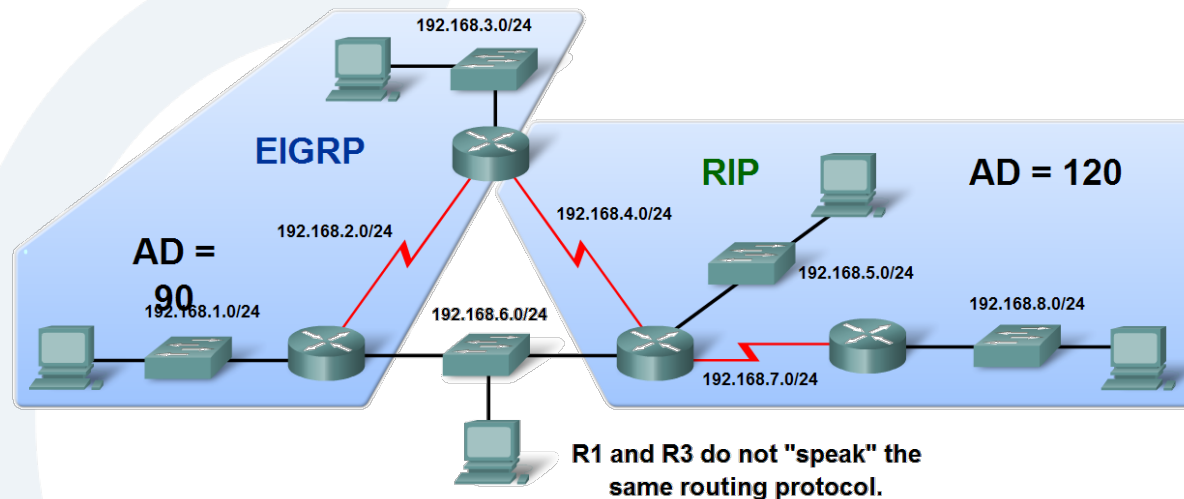 192.168.3.0/24
EIGRP
RIP
AD = 120
192.168.4.0/24
192.168.2.0/24
AD =
90
192.168.5.0/24
192.168.1.0/24
192.168.6.0/24
192.168.8.0/24
192.168.7.0/24
R1 and R3 do not "speak" the
same routing protocol.